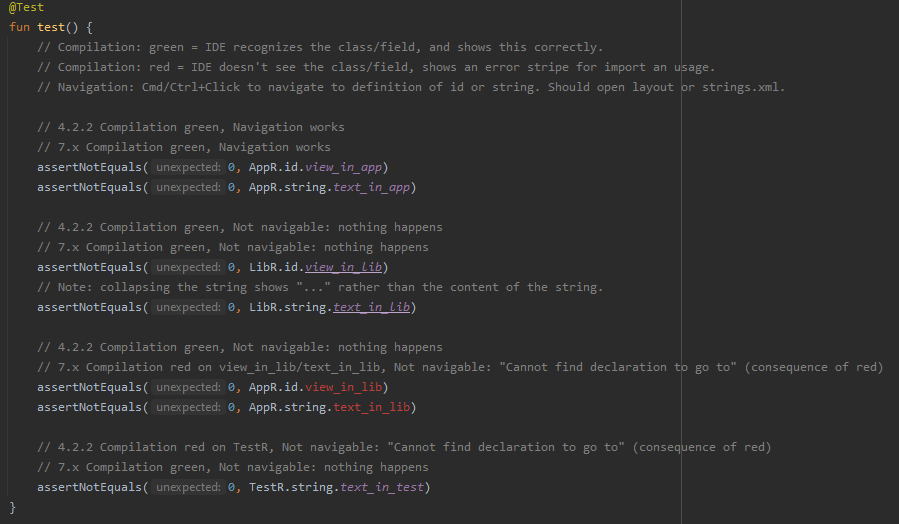 @Test
fun test() {
    // Compilation: green = IDE recognizes the class/field, and shows this correctly.
    // Compilation: red = IDE doesn't see the class/field, shows an error stripe for import an usage.
    // Navigation: Cmd/Ctrl+Click to navigate to definition of id or string. Should open layout or strings.xml.

    // 4.2.2 Compilation green, Navigation works
    // 7.x Compilation green, Navigation works
    assertNotEquals( unexpected: 0, AppR.id.view_in_app)
    assertNotEquals( unexpected: 0, AppR.string.text_in_app)

    // 4.2.2 Compilation green, Not navigable: nothing happens
    // 7.x Compilation green, Not navigable: nothing happens
    assertNotEquals( unexpected: 0, LibR.id.view_in_lib)
    // Note: collapsing the string shows "..." rather than the content of the string.
    assertNotEquals( unexpected: 0, LibR.string.text_in_lib)

    // 4.2.2 Compilation green, Not navigable: nothing happens
    // 7.x Compilation red on view_in_lib/text_in_lib, Not navigable: "Cannot find declaration to go to" (consequence of red)
    assertNotEquals( unexpected: 0, AppR.id.view_in_lib)
    assertNotEquals( unexpected: 0, AppR.string.text_in_lib)

    // 4.2.2 Compilation red on TestR, Not navigable: "Cannot find declaration to go to" (consequence of red)
    // 7.x Compilation green, Not navigable: nothing happens
    assertNotEquals( unexpected: 0, TestR.string.text_in_test)
}